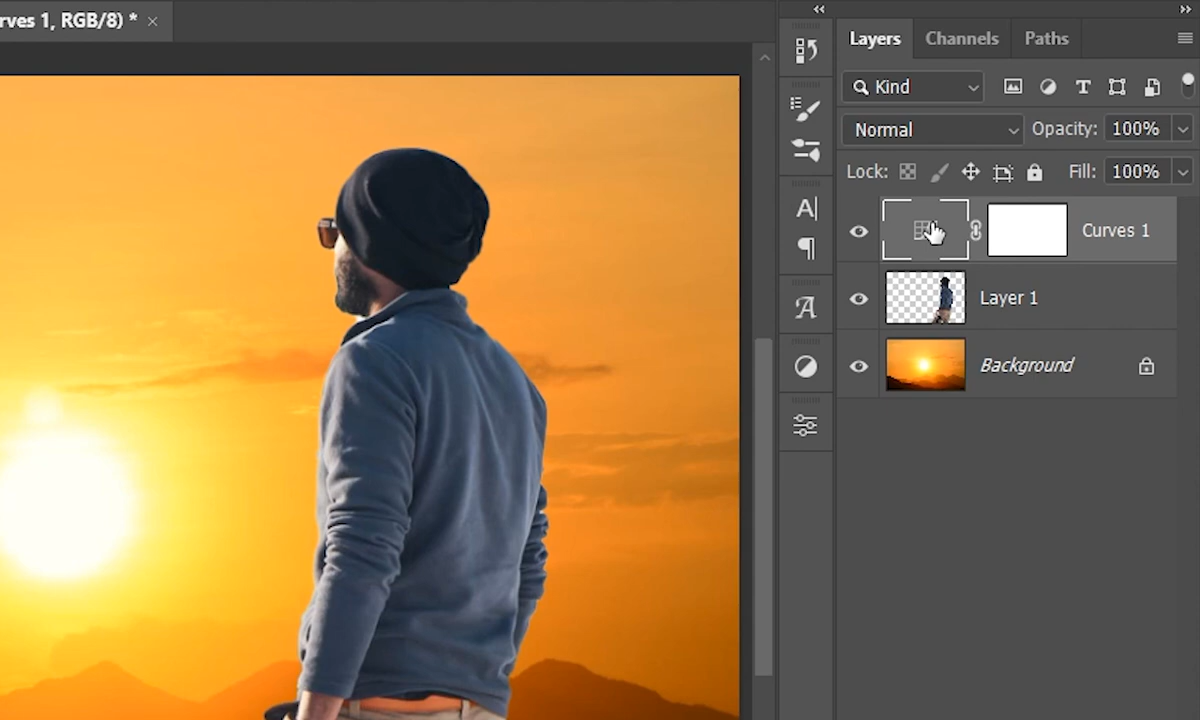 rves 1, RGB/8) *
Layers
Channels
Paths
Kind
Normal
Opacity: 100%
Lock:
Fill: 100%
Curves 1
Layer 1
Background